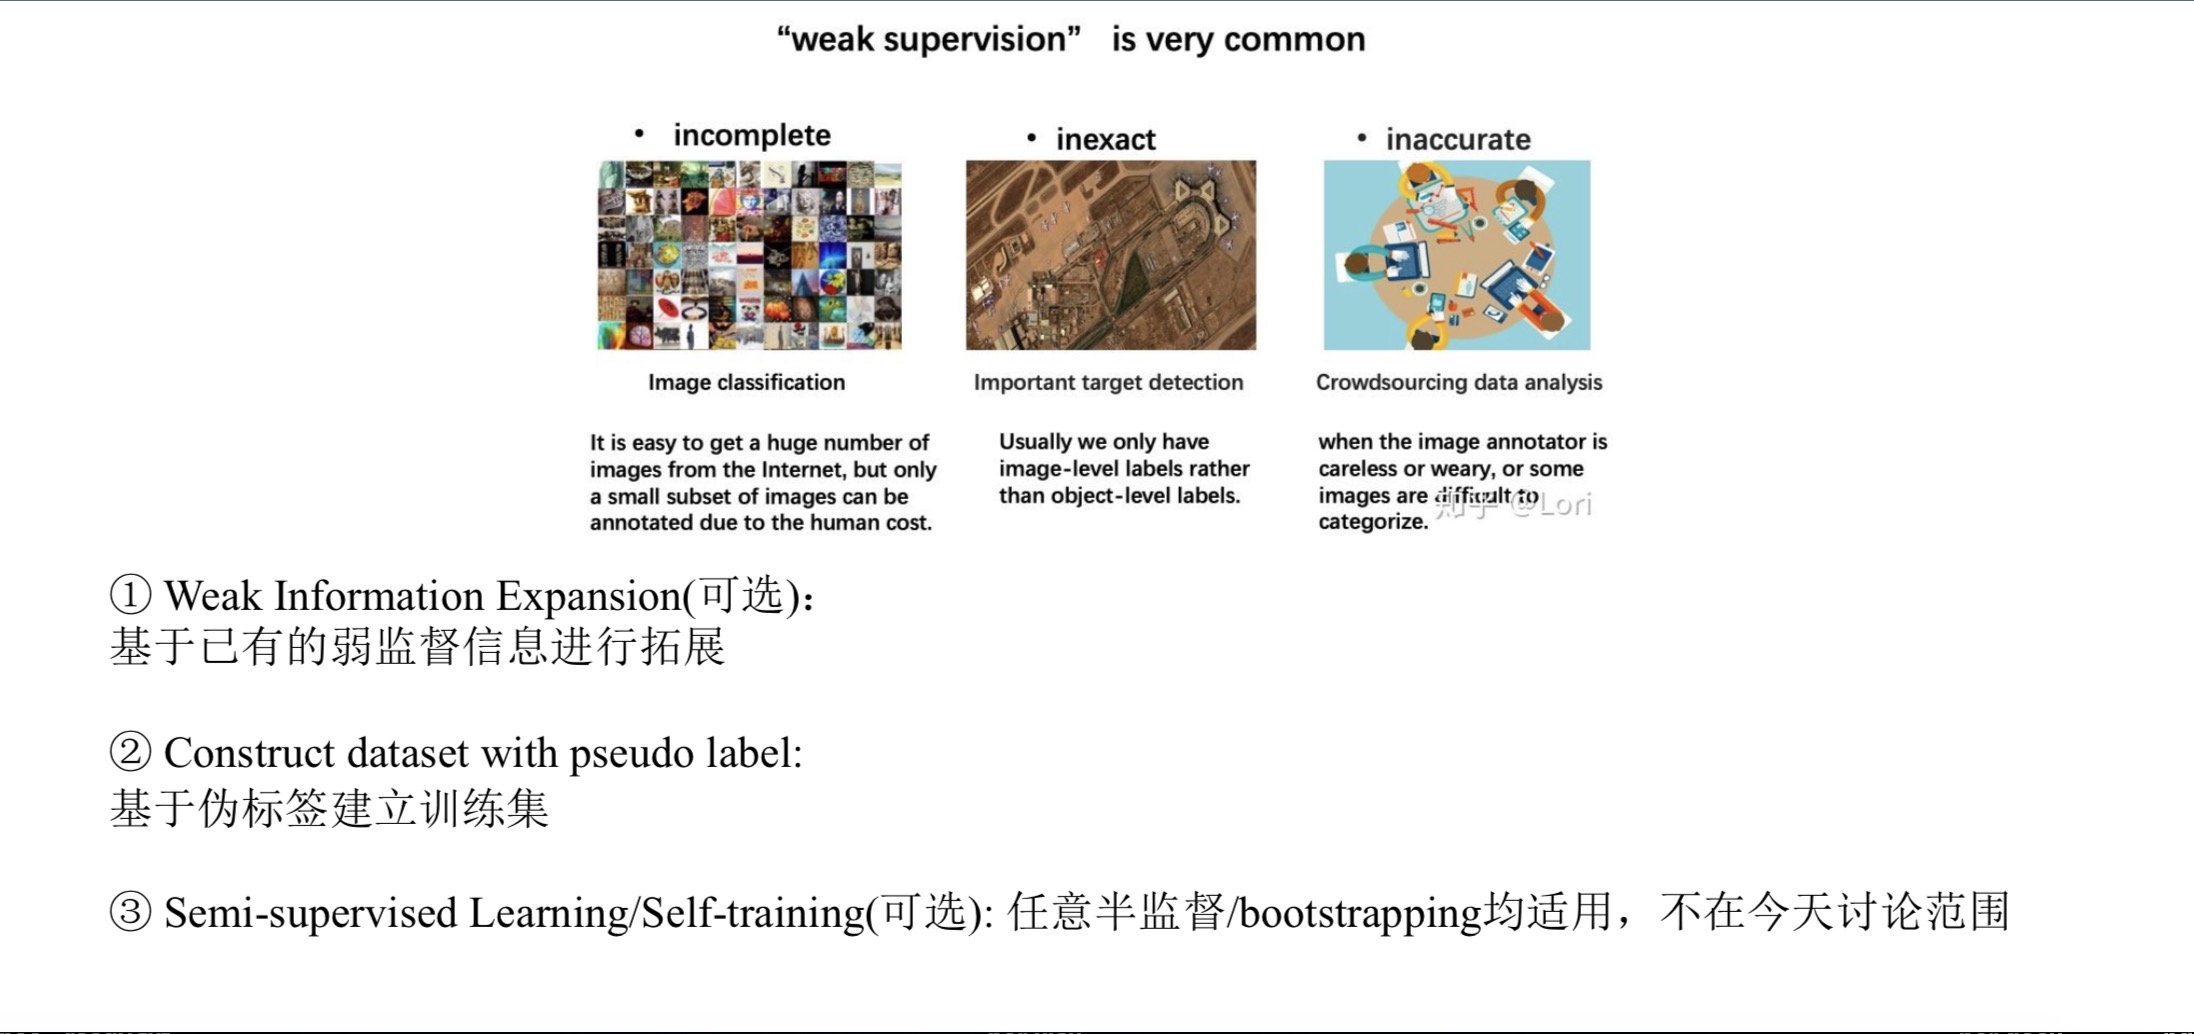 “weak supervision” is very common
• incomplete
• inexact
• inaccurate
Image classification
Important target detection
Crowdsourcing data analysis
It is easy to get a huge number of
images from the Internet, but only
a small subset of images can be
annotated due to the human cost.
Usually we only have
image-level labels rather
than object-level labels.
when the image annotator is
careless or weary, or some
images are difficult to
categorize.
知乎 @Lori
① Weak Information Expansion(可选)：
基于已有的弱监督信息进行拓展
② Construct dataset with pseudo label:
基于伪标签建立训练集
③ Semi-supervised Learning/Self-training(可选): 任意半监督/bootstrapping均适用，不在今天讨论范围